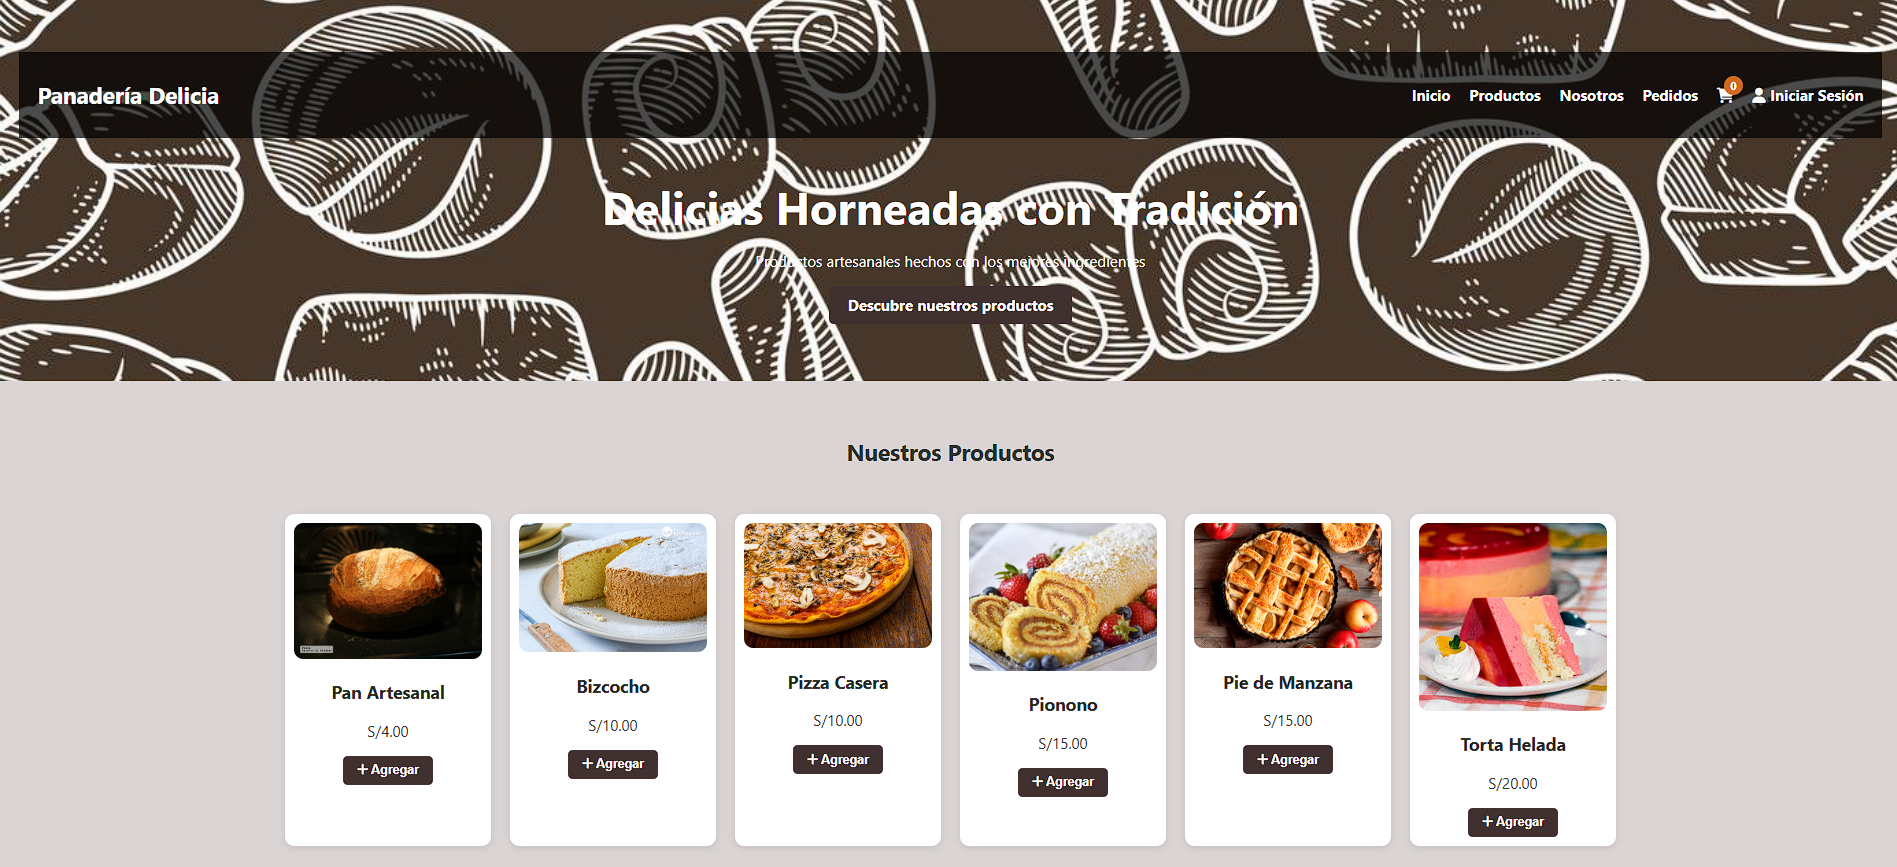 Panadería Delicia
Inicio Productos Nosotros Pedidos 0 Iniciar Sesión
Delicias Horneadas con Tradición
Productos artesanales hechos con los mejores ingredientes
Descubre nuestros productos
Nuestros Productos
Pan Artesanal
S/4.00
+ Agregar
Bizcocho
S/10.00
+ Agregar
Pizza Casera
S/10.00
+ Agregar
Pionono
S/15.00
+ Agregar
Pie de Manzana
S/15.00
+ Agregar
Torta Helada
S/20.00
+ Agregar